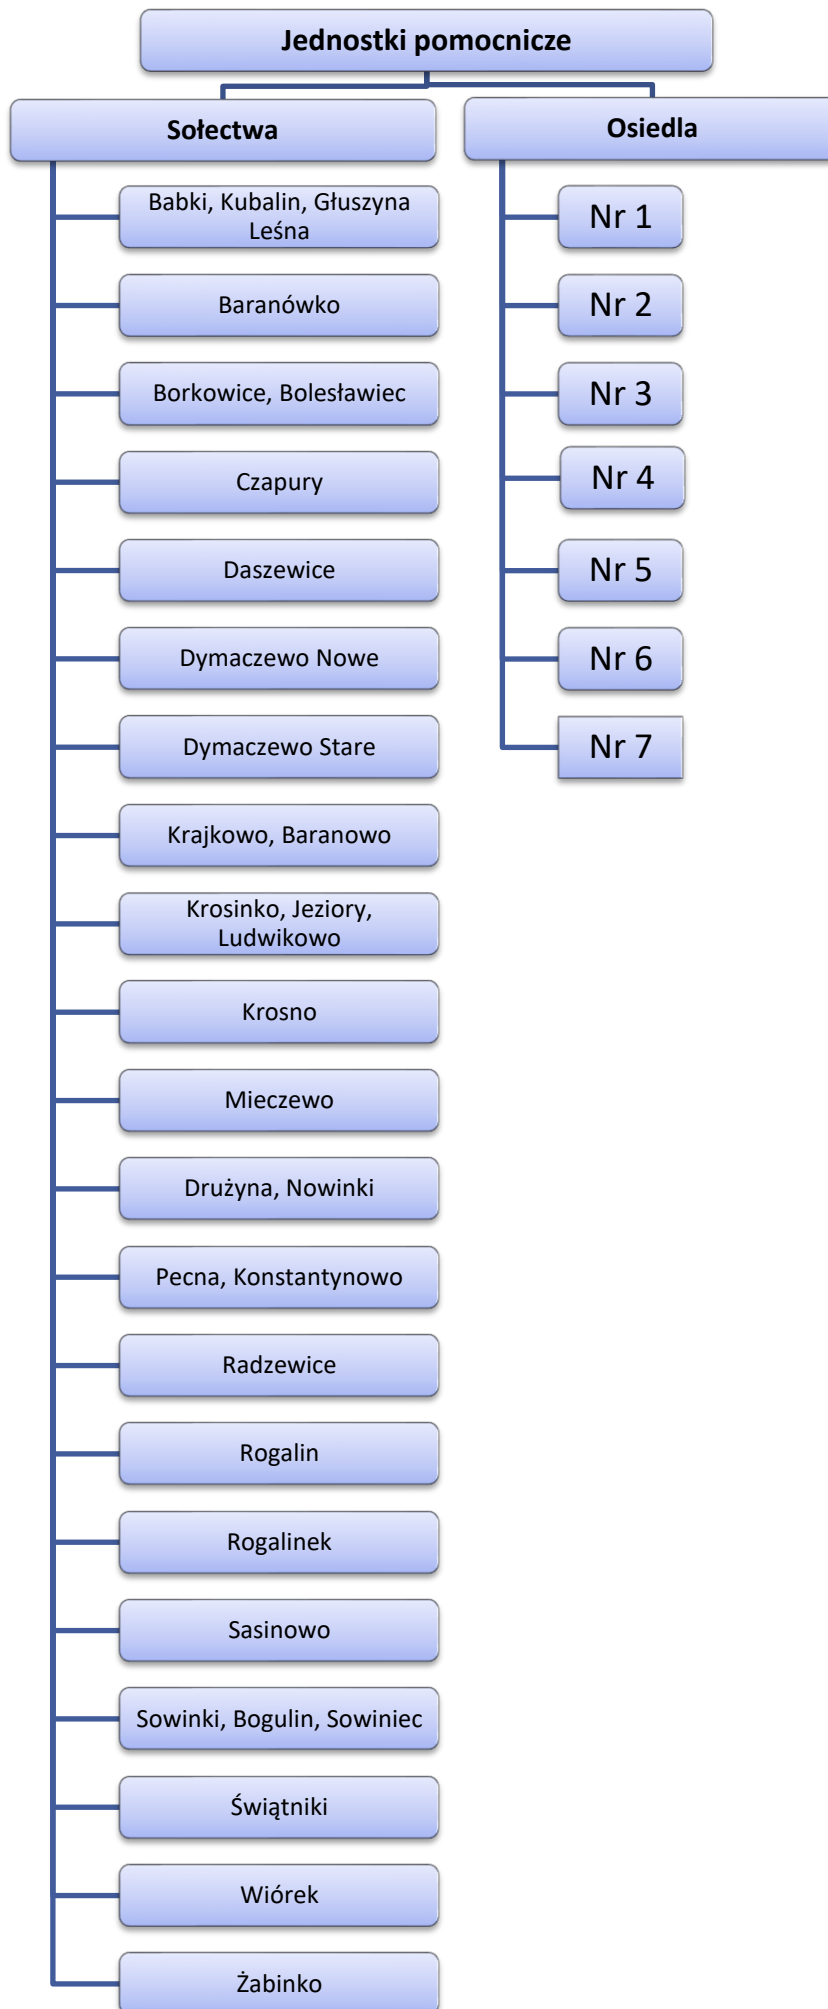 Jednostki pomocnicze
Sołectwa
Babki, Kubalin, Głuszyna
Leśna
Baranówko
Borkowice, Bolesławiec
Czapury
Daszewice
Dymaczewo Nowe
Dymaczewo Stare
Krajkowo, Baranowo
Krosinko, Jeziory,
Ludwikowo
Krosno
Mieczewo
Drużyna, Nowinki
Pecna, Konstantynowo
Radzewice
Rogalin
Rogalinek
Sasinowo
Sowinki, Bogulin, Sowiniec
Świątniki
Wiórek
Żabinko
Osiedla
Nr 1
Nr 2
Nr 3
Nr 4
Nr 5
Nr 6
Nr 7